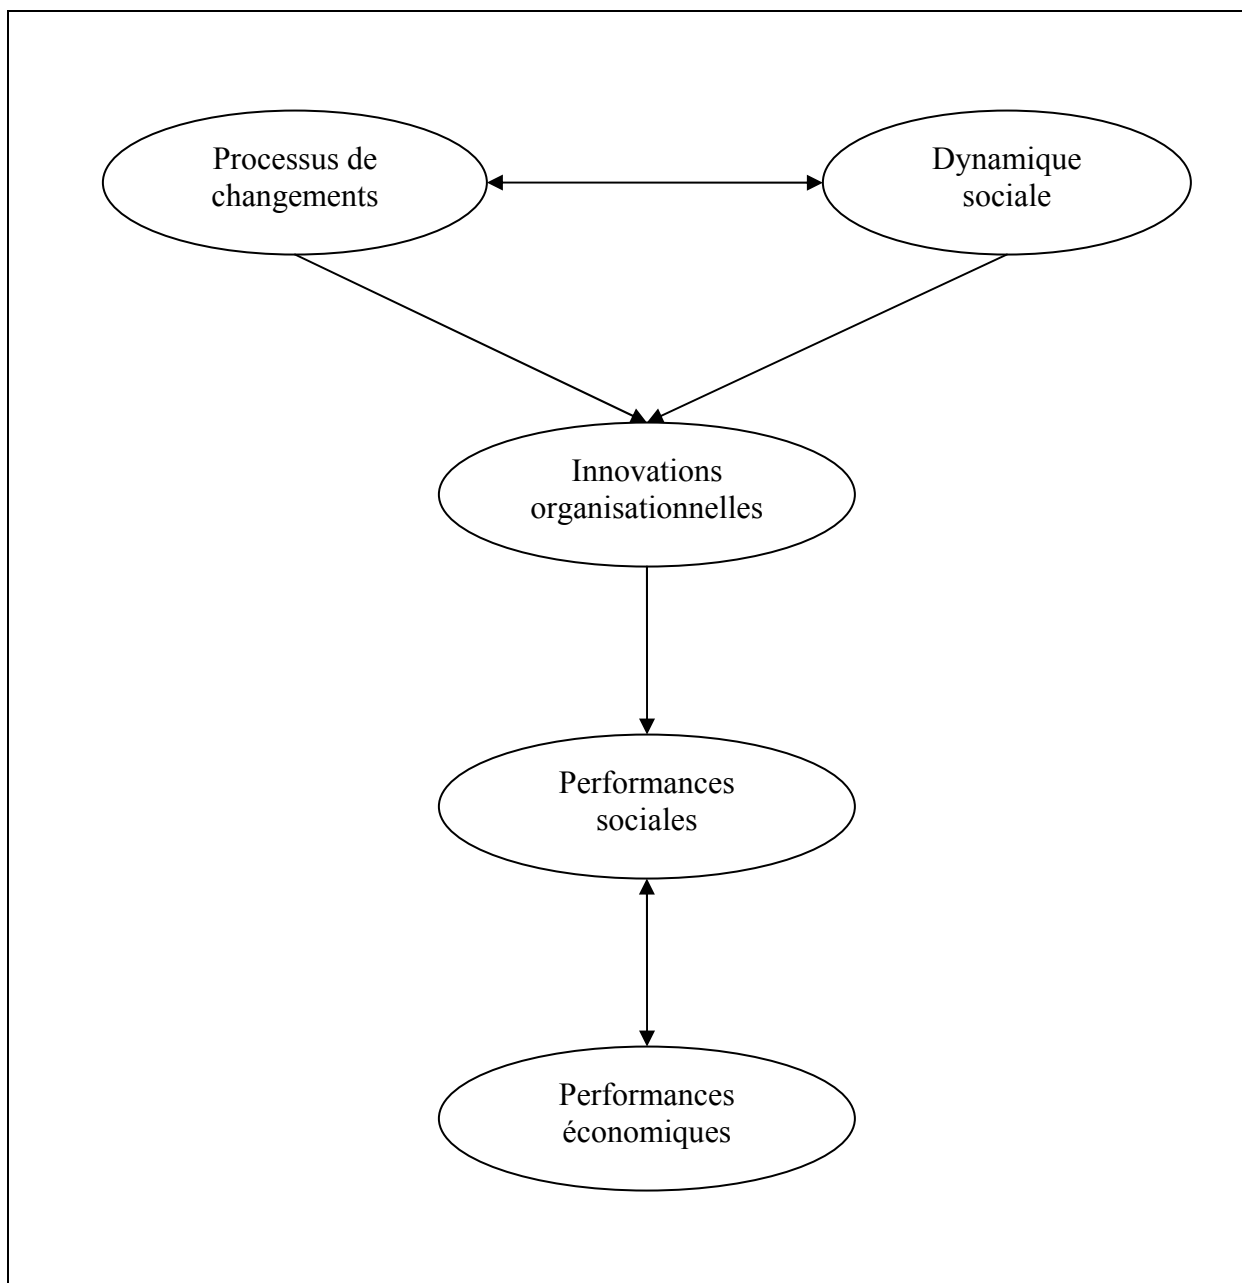 Processus de
changements
Dynamique
sociale
Innovations
organisationnelles
Performances
sociales
Performances
économiques